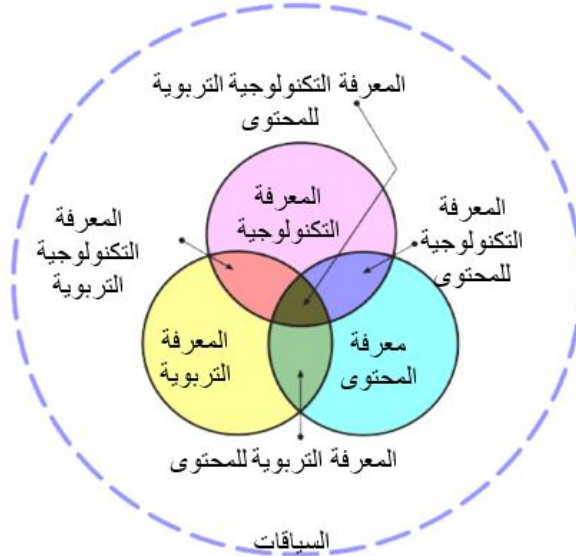 المعرفة التكنولوجية التربوية
للمحتوى
المعرفة
التكنولوجية
المعرفة
التكنولوجية
للمحتوى
المعرفة
التكنولوجية
التربوية
معرفة
المحتوى
المعرفة
التربوية
المعرفة التربوية للمحتوى
السياقات